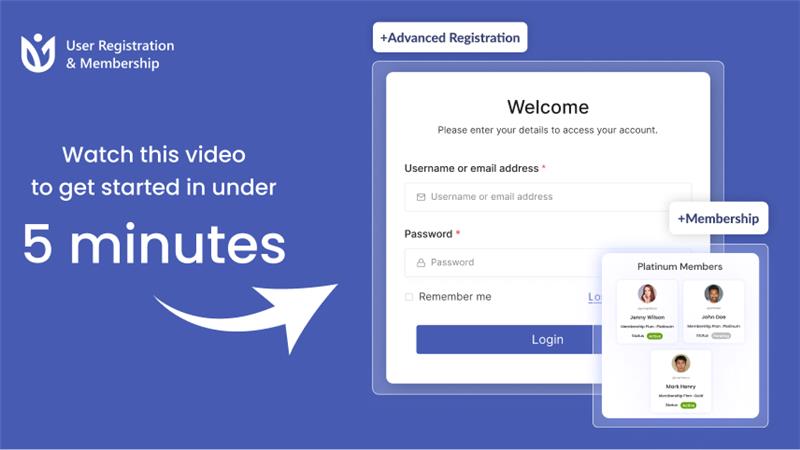 User Registration
& Membership
Watch this video
to get started in under
5 minutes
+Advanced Registration
Welcome
Please enter your details to access your account.
Username or email address *
Username or email address
Password *
Password
Remember me
Lo
Login
+Membership
Platinum Members
Jenny Wilson
Membership Plan : Platinum
Status Active
John Doe
Membership Plan : Platinum
Status Pending
Mark Henry
Membership Plan : Gold
Status Active